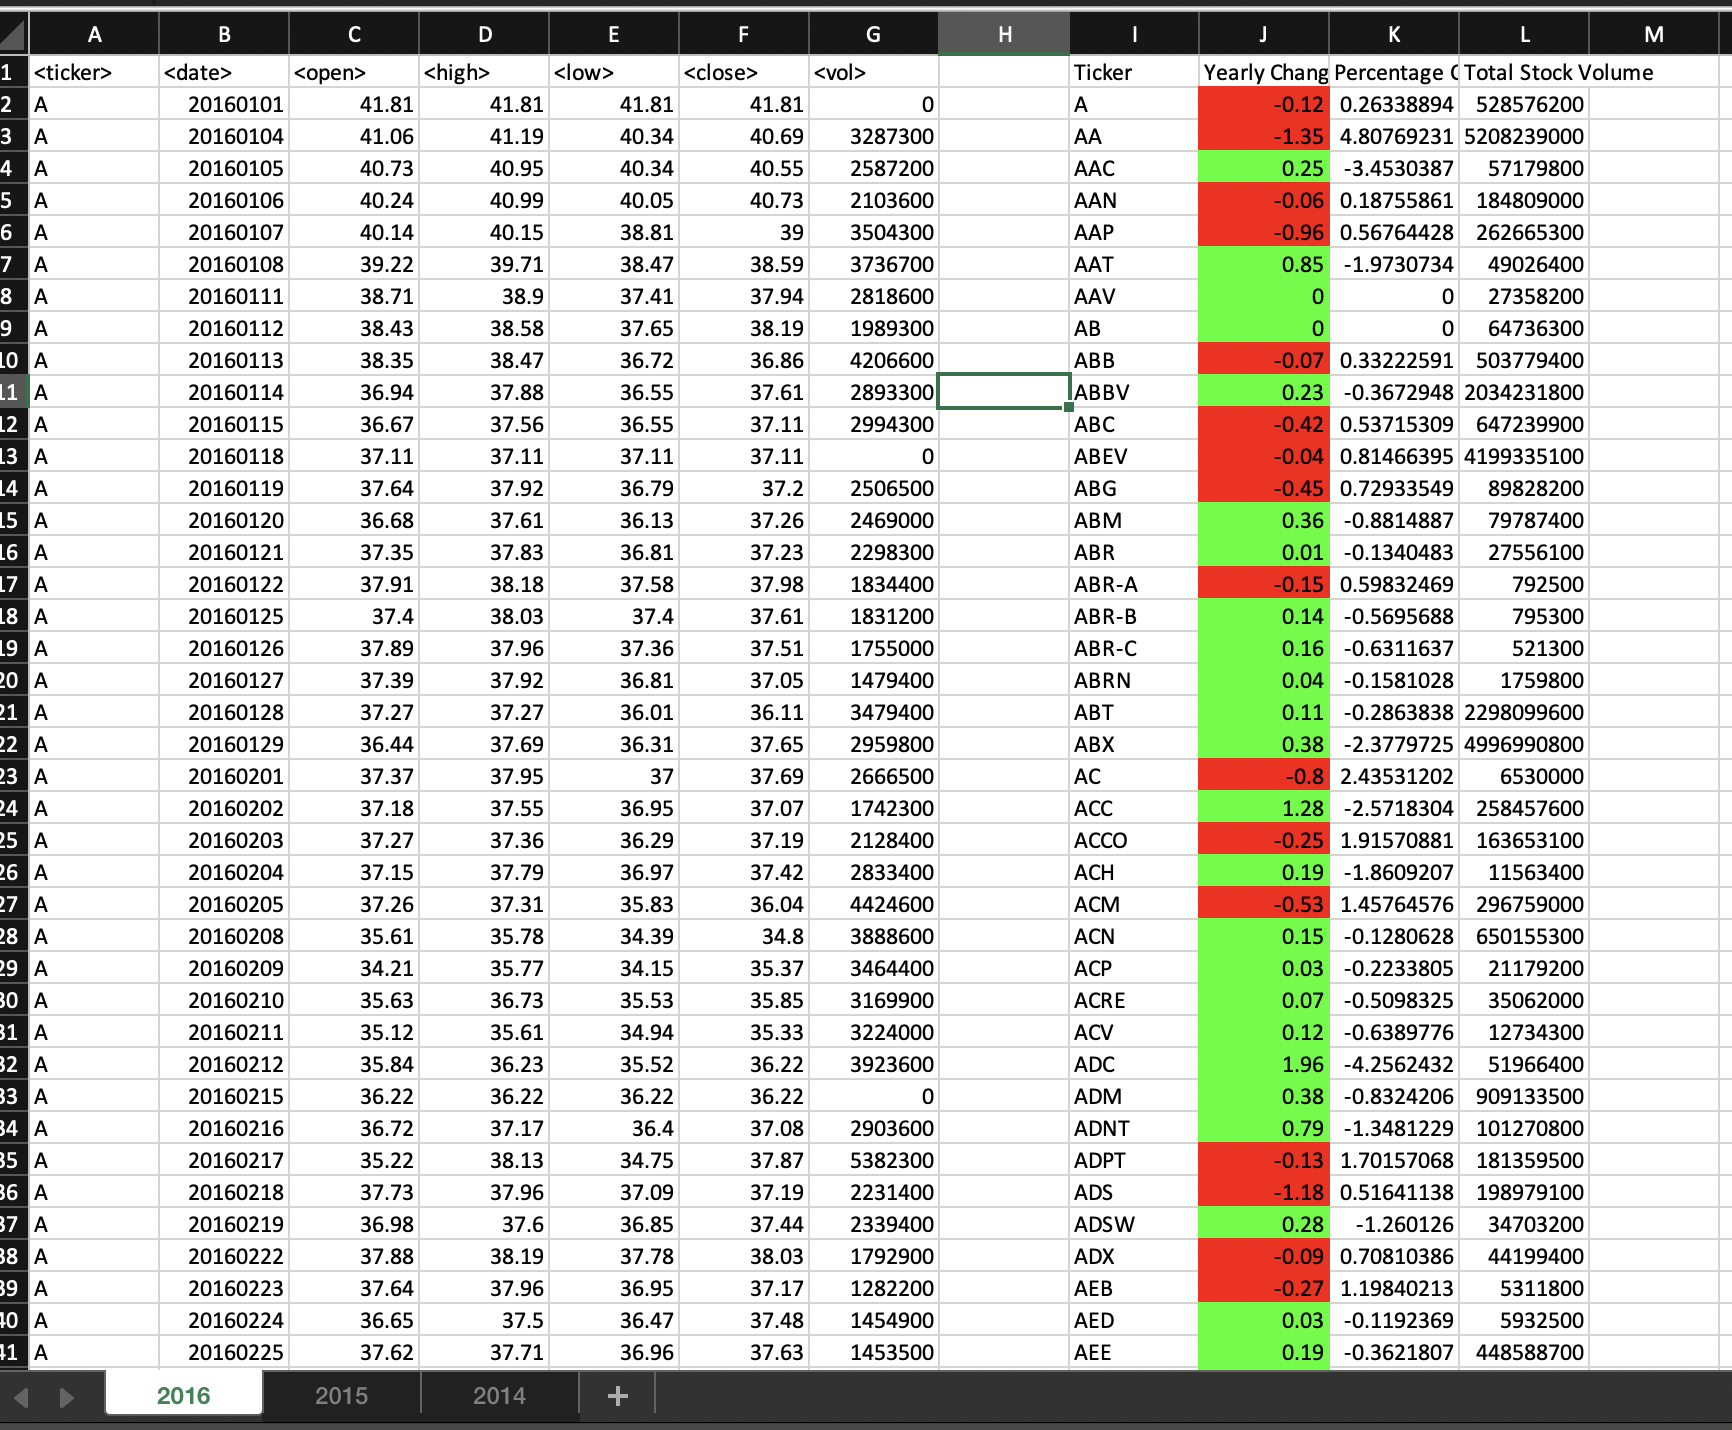 A B C D E F G H I J K L M
1 <ticker> <date> <open> <high> <low> <close> <vol> Ticker Yearly Chang Percentage C Total Stock Volume
2 A 20160101 41.81 41.81 41.81 41.81 0 A -0.12 0.26338894 528576200
3 A 20160104 41.06 41.19 40.34 40.69 3287300 AA -1.35 4.80769231 5208239000
4 A 20160105 40.73 40.95 40.34 40.55 2587200 AAC 0.25 -3.4530387 57179800
5 A 20160106 40.24 40.99 40.05 40.73 2103600 AAN -0.06 0.18755861 184809000
6 A 20160107 40.14 40.15 38.81 39 3504300 AAP -0.96 0.56764428 262665300
7 A 20160108 39.22 39.71 38.47 38.59 3736700 AAT 0.85 -1.9730734 49026400
8 A 20160111 38.71 38.9 37.41 37.94 2818600 AAV 0 0 27358200
9 A 20160112 38.43 38.58 37.65 38.19 1989300 AB 0 0 64736300
10 A 20160113 38.35 38.47 36.72 36.86 4206600 ABB -0.07 0.33222591 503779400
11 A 20160114 36.94 37.88 36.55 37.61 2893300 ABBV 0.23 -0.3672948 2034231800
12 A 20160115 36.67 37.56 36.55 37.11 2994300 ABC -0.42 0.53715309 647239900
13 A 20160118 37.11 37.11 37.11 37.11 0 ABEV -0.04 0.81466395 4199335100
14 A 20160119 37.64 37.92 36.79 37.2 2506500 ABG -0.45 0.72933549 89828200
15 A 20160120 36.68 37.61 36.13 37.26 2469000 ABM 0.36 -0.8814887 79787400
16 A 20160121 37.35 37.83 36.81 37.23 2298300 ABR 0.01 -0.1340483 27556100
17 A 20160122 37.91 38.18 37.58 37.98 1834400 ABR-A -0.15 0.59832469 792500
18 A 20160125 37.4 38.03 37.4 37.61 1831200 ABR-B 0.14 -0.5695688 795300
19 A 20160126 37.89 37.96 37.36 37.51 1755000 ABR-C 0.16 -0.6311637 521300
20 A 20160127 37.39 37.92 36.81 37.05 1479400 ABRN 0.04 -0.1581028 1759800
21 A 20160128 37.27 37.27 36.01 36.11 3479400 ABT 0.11 -0.2863838 2298099600
22 A 20160129 36.44 37.69 36.31 37.65 2959800 ABX 0.38 -2.3779725 4996990800
23 A 20160201 37.37 37.95 37 37.69 2666500 AC -0.8 2.43531202 6530000
24 A 20160202 37.18 37.55 36.95 37.07 1742300 ACC 1.28 -2.5718304 258457600
25 A 20160203 37.27 37.36 36.29 37.19 2128400 ACCO -0.25 1.91570881 163653100
26 A 20160204 37.15 37.79 36.97 37.42 2833400 ACH 0.19 -1.8609207 11563400
27 A 20160205 37.26 37.31 35.83 36.04 4424600 ACM -0.53 1.45764576 296759000
28 A 20160208 35.61 35.78 34.39 34.8 3888600 ACN 0.15 -0.1280628 650155300
29 A 20160209 34.21 35.77 34.15 35.37 3464400 ACP 0.03 -0.2233805 21179200
30 A 20160210 35.63 36.73 35.53 35.85 3169900 ACRE 0.07 -0.5098325 35062000
31 A 20160211 35.12 35.61 34.94 35.33 3224000 ACV 0.12 -0.6389776 12734300
32 A 20160212 35.84 36.23 35.52 36.22 3923600 ADC 1.96 -4.2562432 51966400
33 A 20160215 36.22 36.22 36.22 36.22 0 ADM 0.38 -0.8324206 909133500
34 A 20160216 36.72 37.17 36.4 37.08 2903600 ADNT 0.79 -1.3481229 101270800
35 A 20160217 35.22 38.13 34.75 37.87 5382300 ADPT -0.13 1.70157068 181359500
36 A 20160218 37.73 37.96 37.09 37.19 2231400 ADS -1.18 0.51641138 198979100
37 A 20160219 36.98 37.6 36.85 37.44 2339400 ADSW 0.28 -1.260126 34703200
38 A 20160222 37.88 38.19 37.78 38.03 1792900 ADX -0.09 0.70810386 44199400
39 A 20160223 37.64 37.96 36.95 37.17 1282200 AEB -0.27 1.19840213 5311800
40 A 20160224 36.65 37.5 36.47 37.48 1454900 AED 0.03 -0.1192369 5932500
41 A 20160225 37.62 37.71 36.96 37.63 1453500 AEE 0.19 -0.3621807 448588700
2016 2015 2014 +